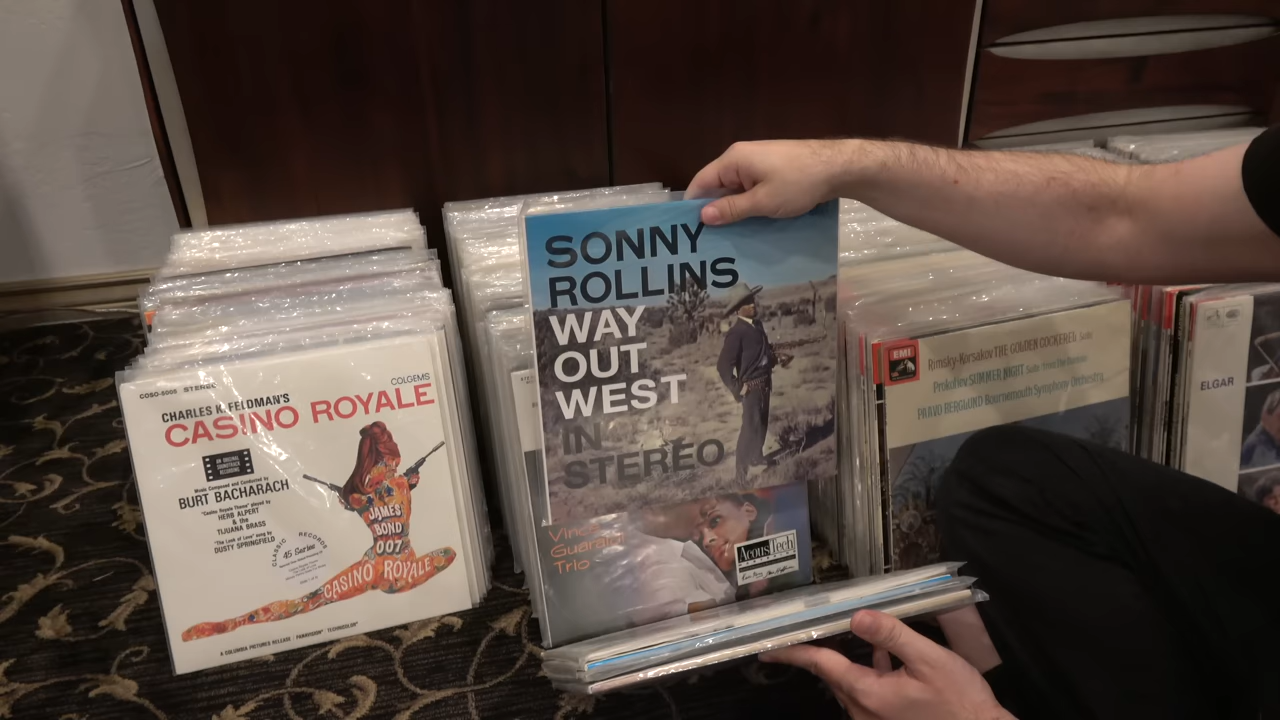 COSO-5005 STEREO
COLGEMS
CHARLES K. FELDMAN'S
CASINO ROYALE
AN ORIGINAL
SOUNDTRACK
RECORDING
Music Composed and Conducted by
BURT BACHARACH
"Casino Royale Theme" played by
HERB ALPERT
& the
TIJUANA BRASS
"The Look of Love" sung by
DUSTY SPRINGFIELD
CLASSIC RECORDS
45 Series
JAMES
BOND
007
CASINO ROYALE
A COLUMBIA PICTURES RELEASE / PANAVISION® / TECHNICOLOR®
SONNY
ROLLINS
WAY
OUT
WEST
IN
STEREO
Vince
Guaraldi
Trio
AcousTech
EMI
Rimsky-Korsakov THE GOLDEN COCKEREL Suite
Prokofiev SUMMER NIGHT
PAAVO BERGLUND Bournemouth Symphony Orchestra
ELGAR